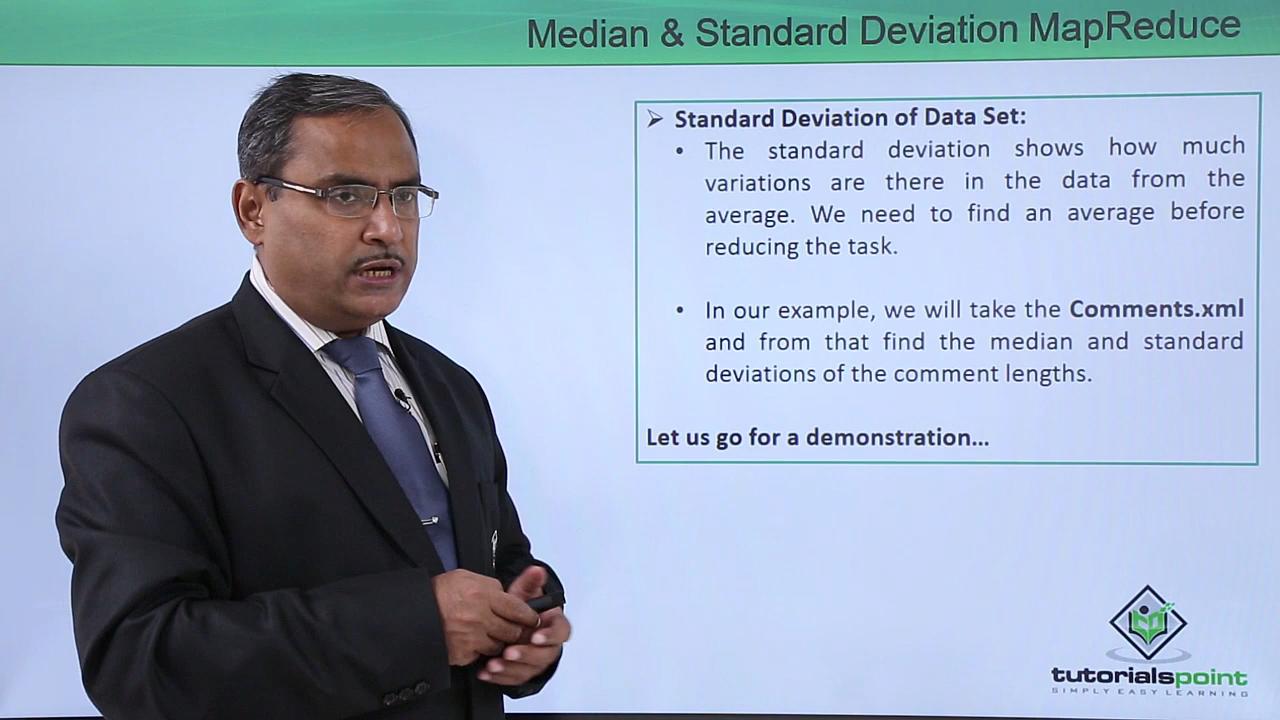 Median & Standard Deviation MapReduce
➢ Standard Deviation of Data Set:
• The standard deviation shows how much
variations are there in the data from the
average. We need to find an average before
reducing the task.
• In our example, we will take the Comments.xml
and from that find the median and standard
deviations of the comment lengths.
Let us go for a demonstration...
tutorialspoint
SIMPLY EASY LEARNING